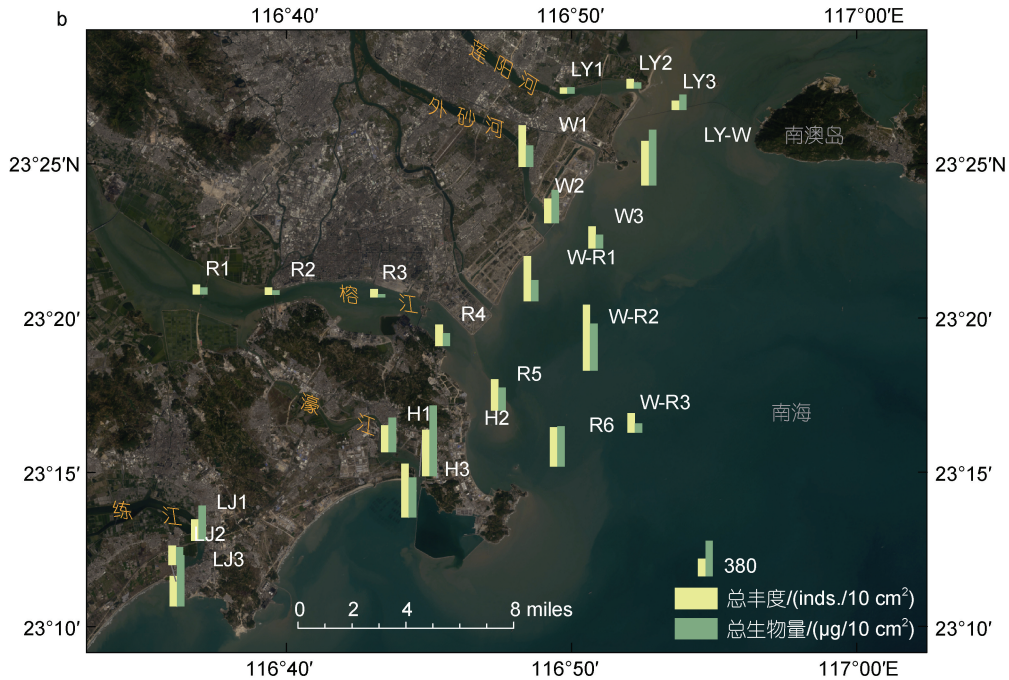 b
116°40′ 116°50′ 117°00′E
莲阳河
LY1
LY2
LY3
外砂河
W1
LY-W
南澳岛
23°25′N 23°25′N
W2
W3
W-R1
R1
R2
R3
榕江
R4
W-R2
23°20′ 23°20′
R5
濠江
H1
H2
R6
W-R3
南海
H3
23°15′ 23°15′
练江
LJ1
LJ2
LJ3
380
总丰度/(inds./10 cm²)
总生物量/(μg/10 cm²)
0 2 4 8 miles
23°10′ 23°10′
116°40′ 116°50′ 117°00′E